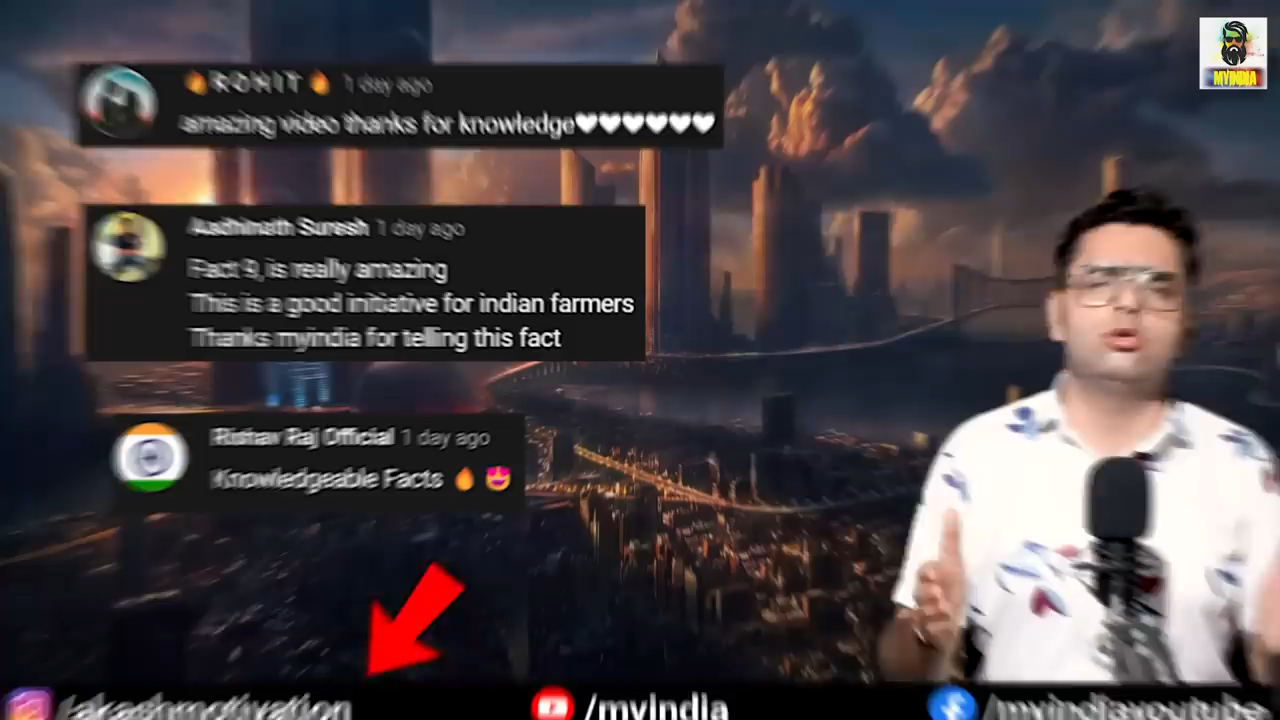 🔥ROHIT🔥 1 day ago
amazing video thanks for knowledge🤍🤍🤍🤍🤍🤍
Aadhinath Suresh 1 day ago
Fact 9, is really amazing
This is a good initiative for indian farmers
Thanks myindia for telling this fact
Rishav Raj Official 1 day ago
Knowledgeable Facts 🔥 😍
MYINDIA
/akashmotivation
/myindia
/myindiayoutube